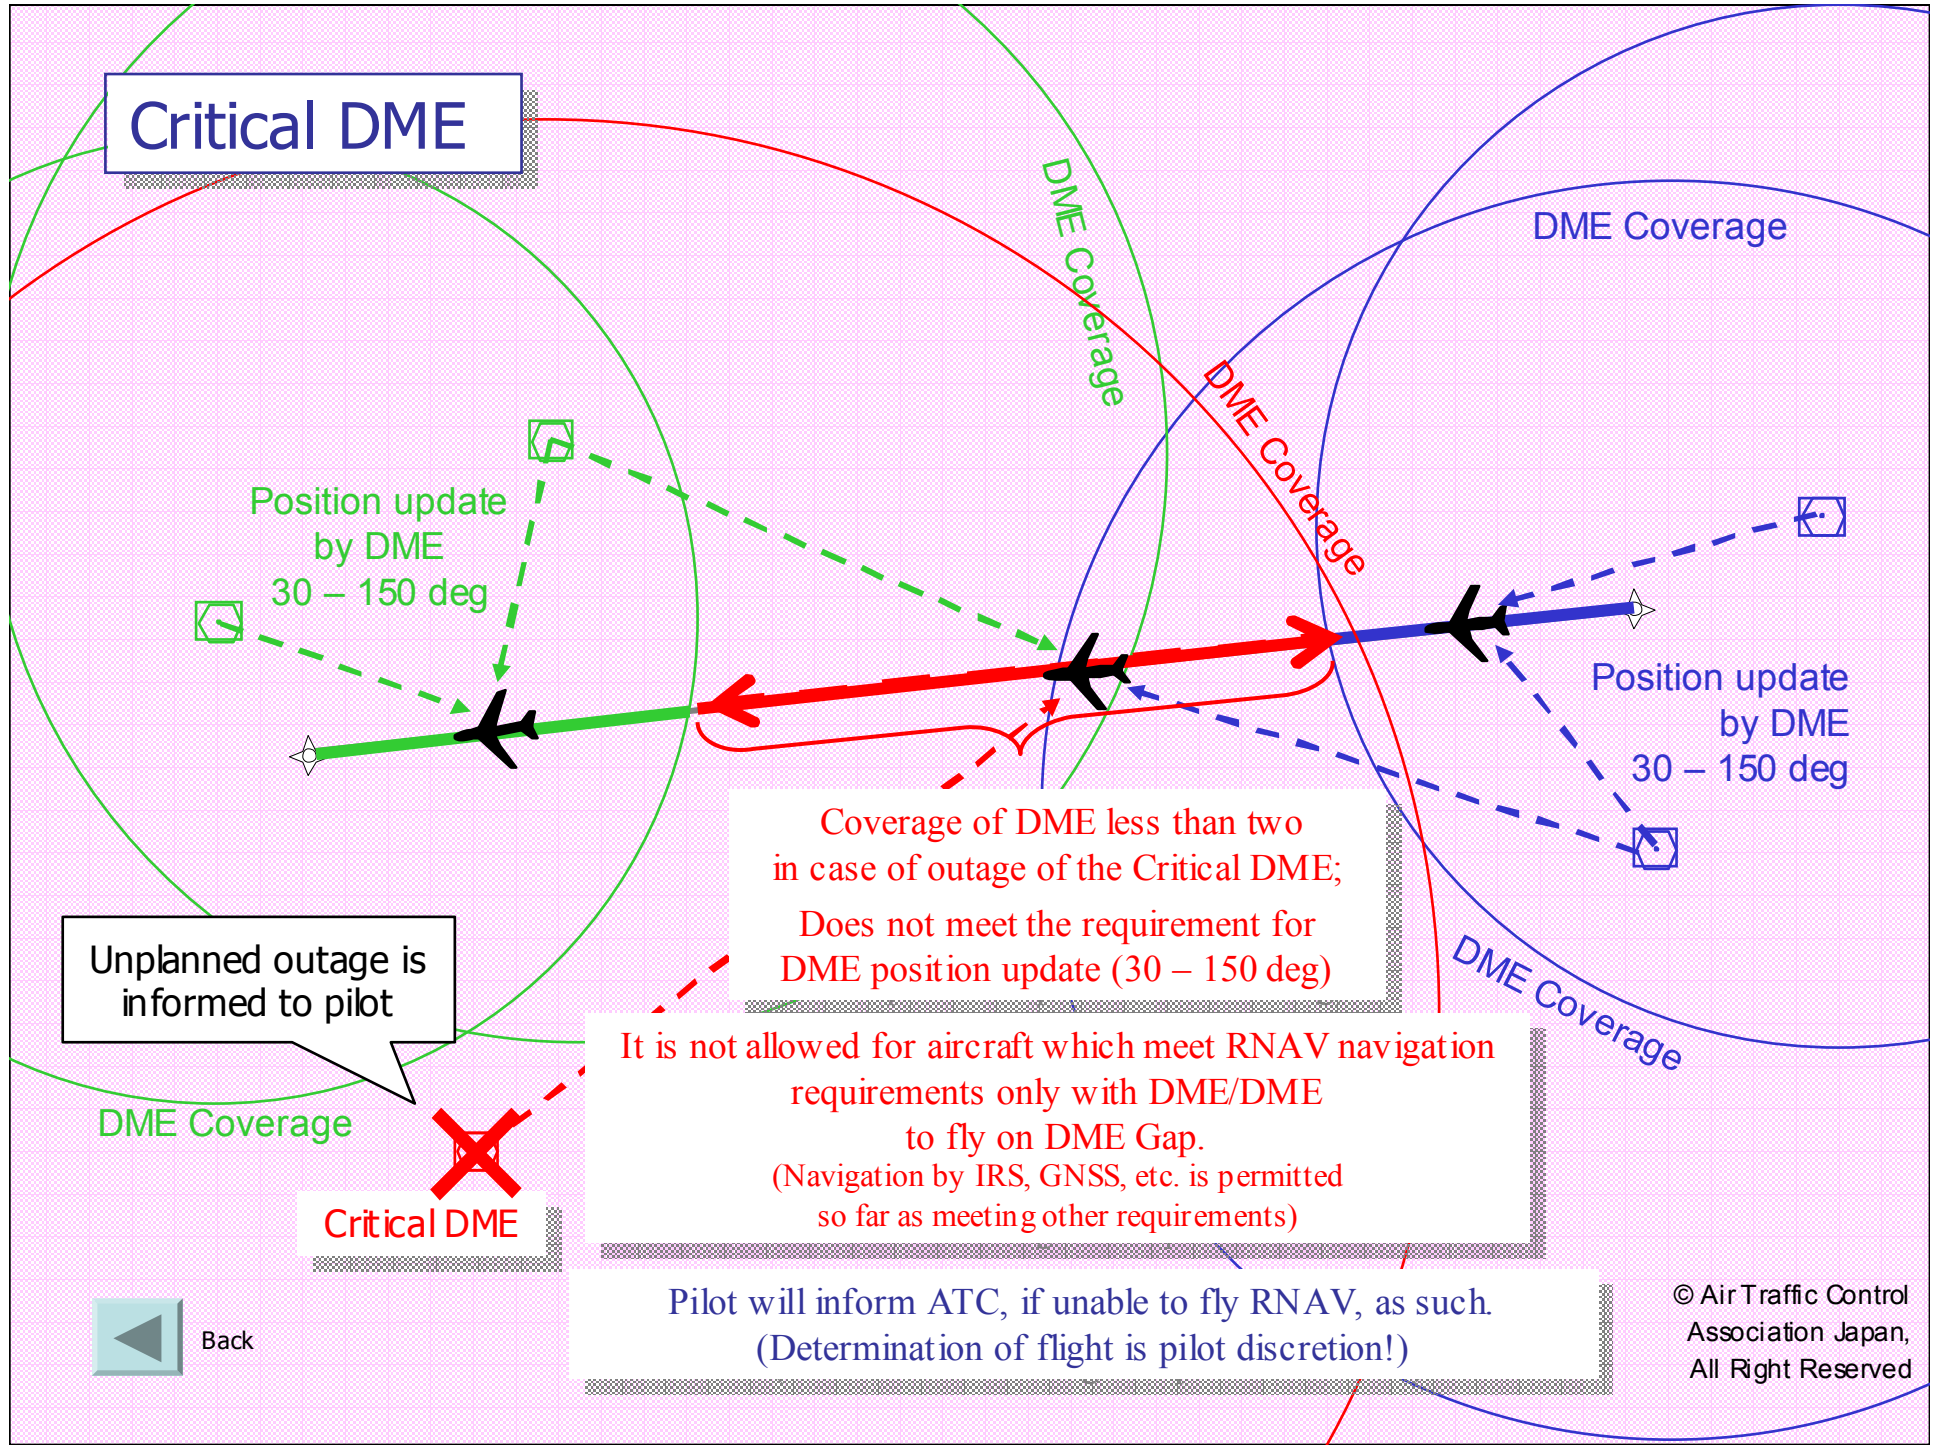 Critical DME
DME Coverage
DME Coverage
DME Coverage
Position update
by DME
30 – 150 deg
Position update
by DME
30 – 150 deg
Coverage of DME less than two
in case of outage of the Critical DME;
Does not meet the requirement for
DME position update (30 – 150 deg)
Unplanned outage is
informed to pilot
DME Coverage
It is not allowed for aircraft which meet RNAV navigation
requirements only with DME/DME
to fly on DME Gap.
(Navigation by IRS, GNSS, etc. is permitted
so far as meeting other requirements)
DME Coverage
Critical DME
Pilot will inform ATC, if unable to fly RNAV, as such.
(Determination of flight is pilot discretion!)
Back
© Air Traffic Control
Association Japan,
All Right Reserved